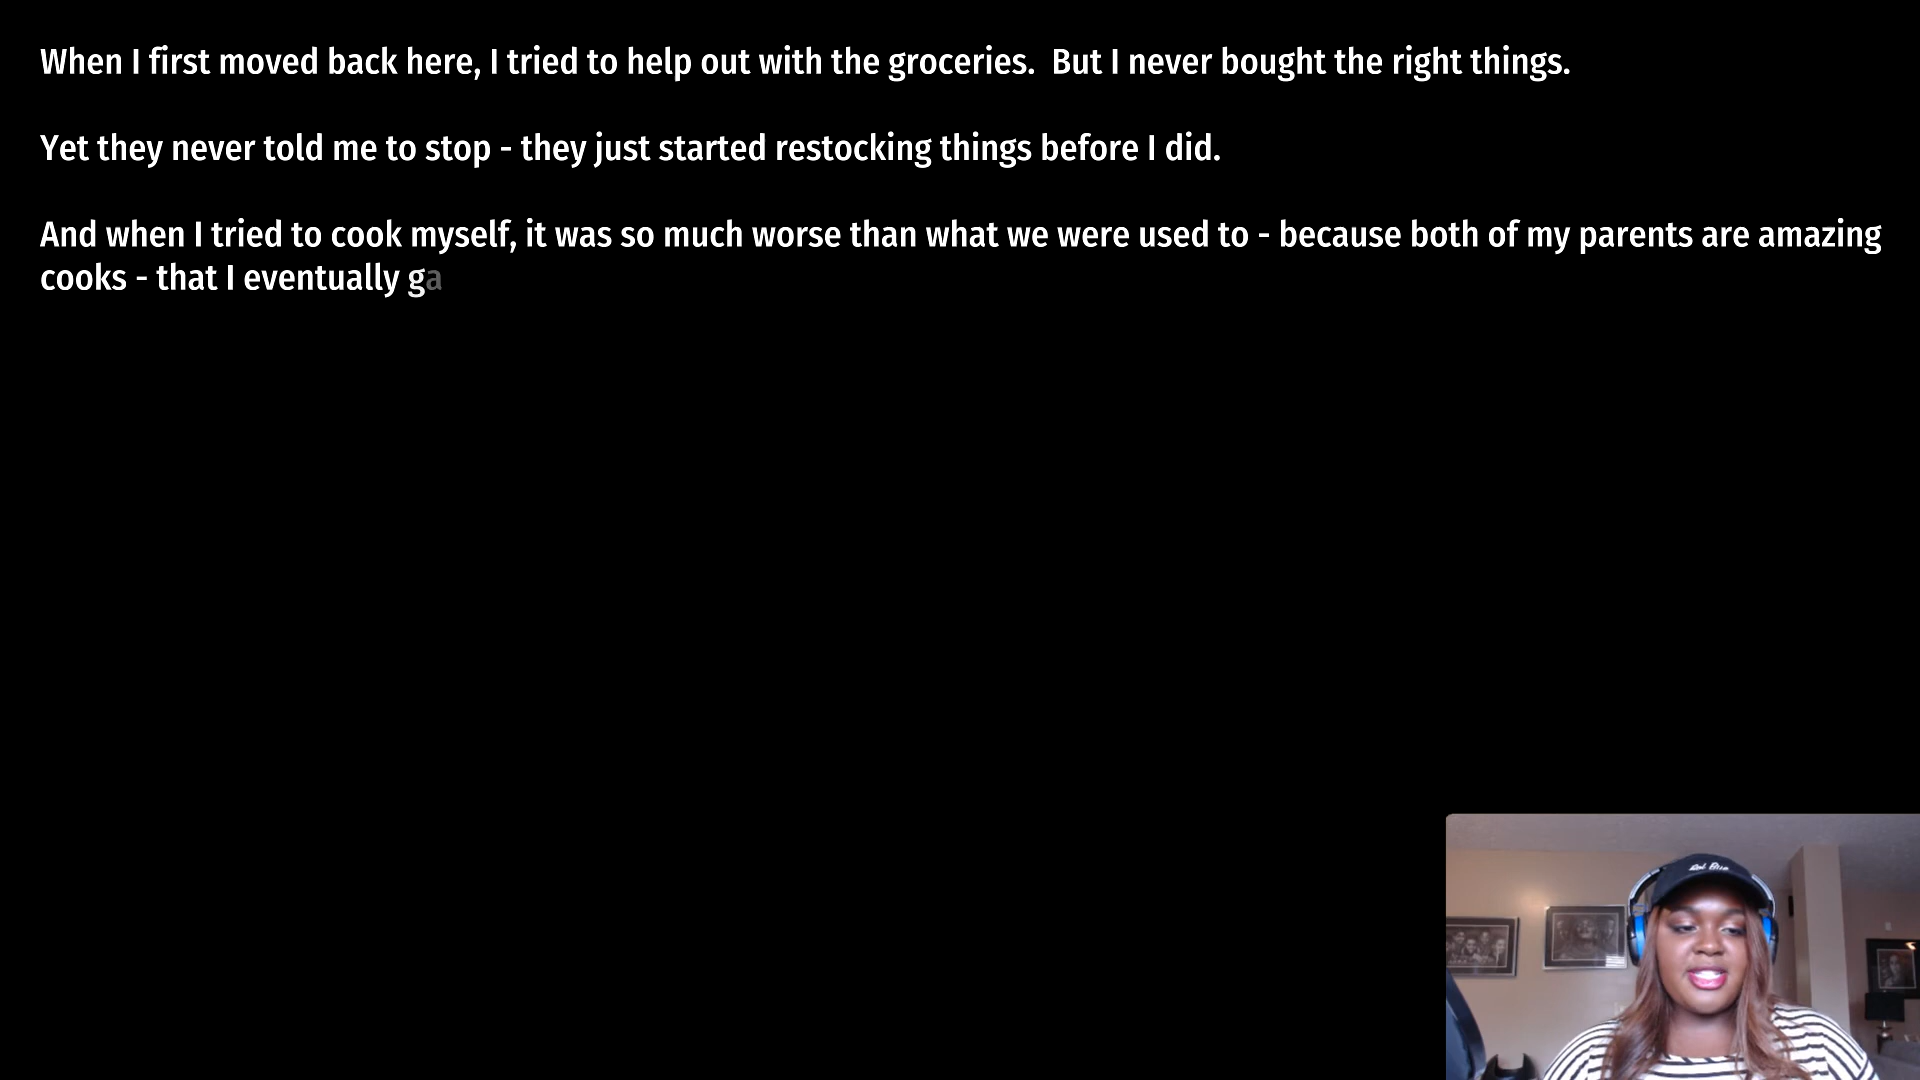 When I first moved back here, I tried to help out with the groceries.  But I never bought the right things.
Yet they never told me to stop - they just started restocking things before I did.
And when I tried to cook myself, it was so much worse than what we were used to - because both of my parents are amazing
cooks - that I eventually ga